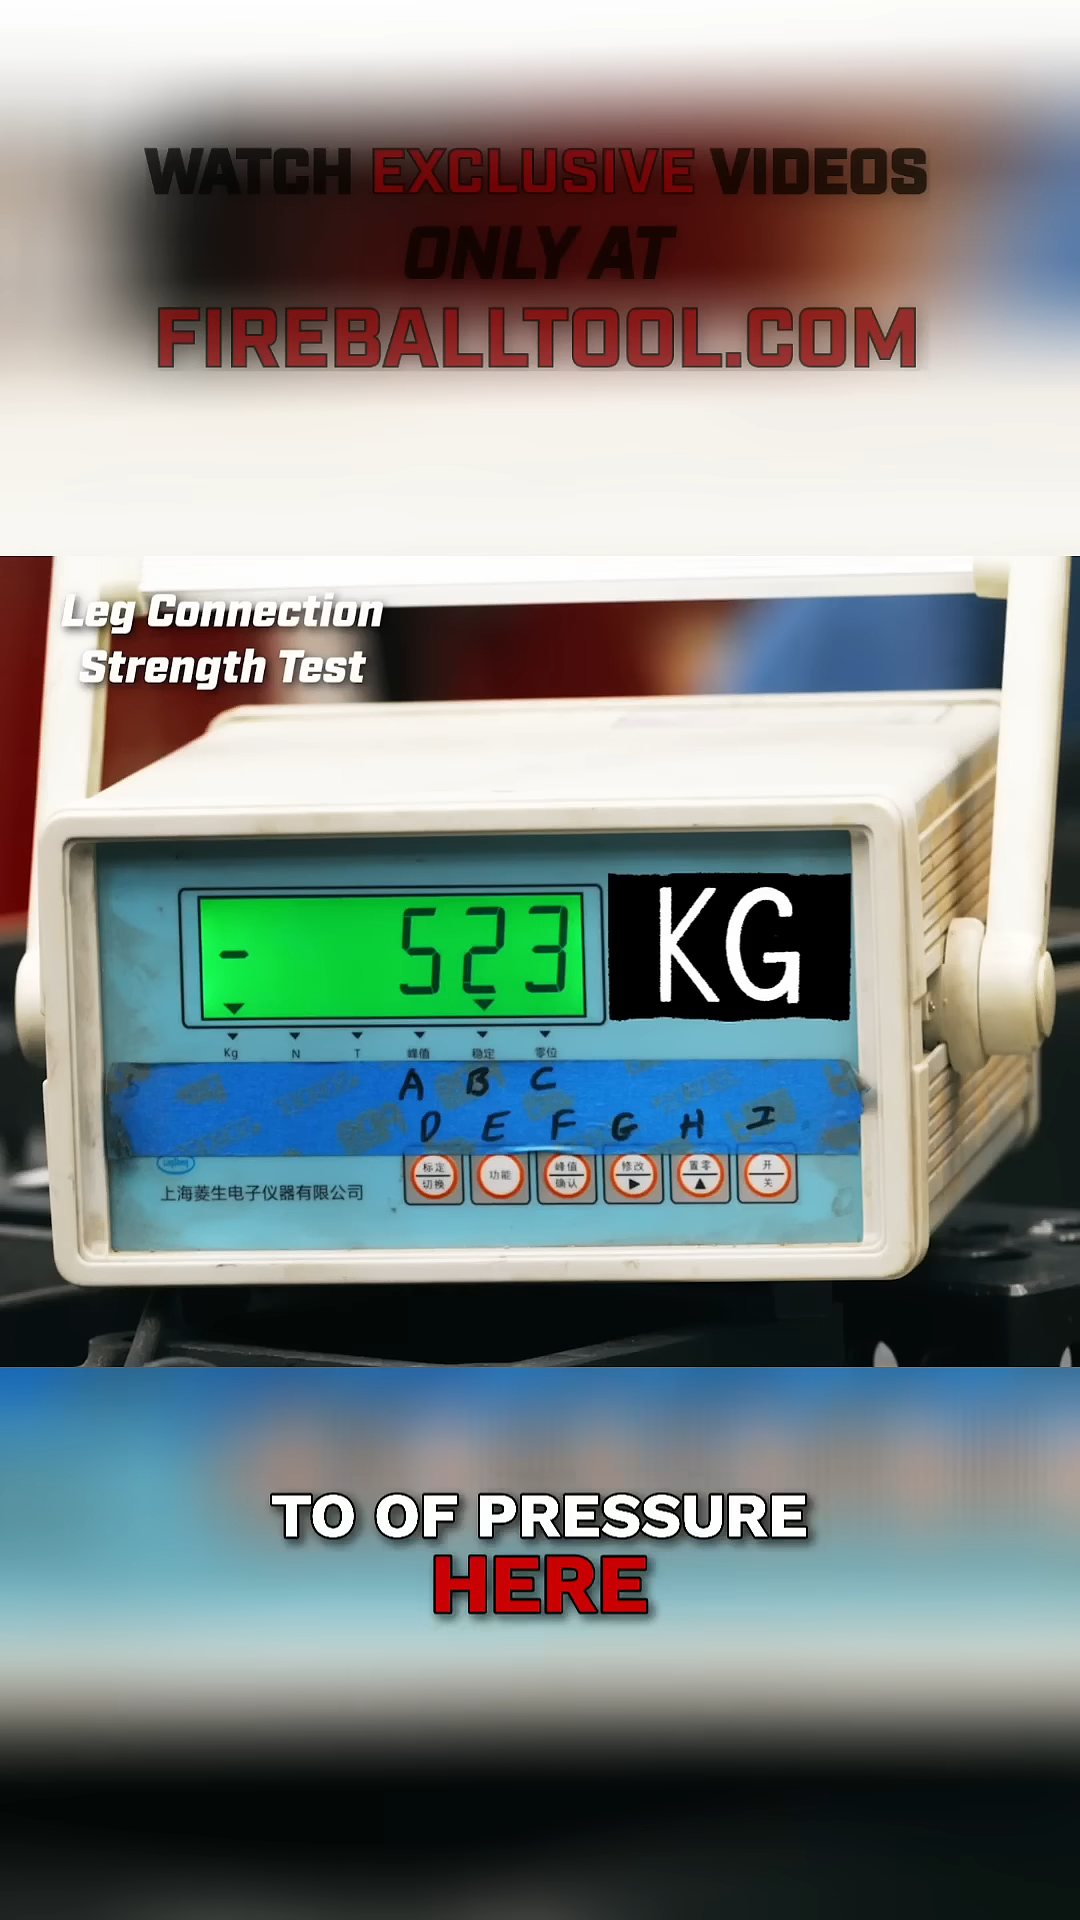 WATCH EXCLUSIVE VIDEOS
ONLY AT
FIREBALLTOOL.COM
Leg Connection
Strength Test
- 523
KG
Kg N T 峰值 稳定 零位
A B C
D E F G H I
标定 功能 峰值 修改 置零 开
切换 确认 ▶ ▲ 关
上海菱生电子仪器有限公司
TO OF PRESSURE
HERE